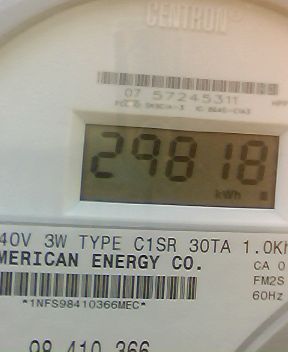 CENTRON®
07 57245311
29818
kWh
40V 3W TYPE C1SR 30TA 1.0Kh
MERICAN ENERGY CO.
CA 0
FM2S
60Hz
*1NFS98410366MEC*
98 410 366